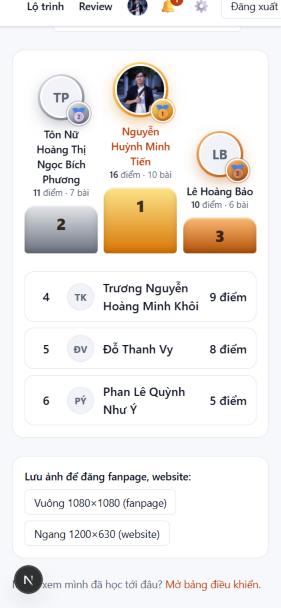 Lộ trình Review Đăng xuất
TP
Tôn Nữ
Hoàng Thị
Ngọc Bích
Phương
11 điểm · 7 bài
2
Nguyễn
Huỳnh Minh
Tiến
16 điểm · 10 bài
1
LB
Lê Hoàng Bảo
10 điểm · 6 bài
3
4 TK Trương Nguyễn
Hoàng Minh Khôi 9 điểm
5 ĐV Đỗ Thanh Vy 8 điểm
6 PÝ Phan Lê Quỳnh
Như Ý 5 điểm
Lưu ảnh để đăng fanpage, website:
Vuông 1080×1080 (fanpage)
Ngang 1200×630 (website)
N xem mình đã học tới đâu? Mở bảng điều khiển.